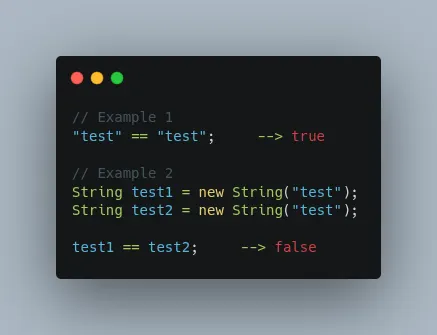 // Example 1
"test" == "test";     --> true
// Example 2
String test1 = new String("test");
String test2 = new String("test");
test1 == test2;     --> false